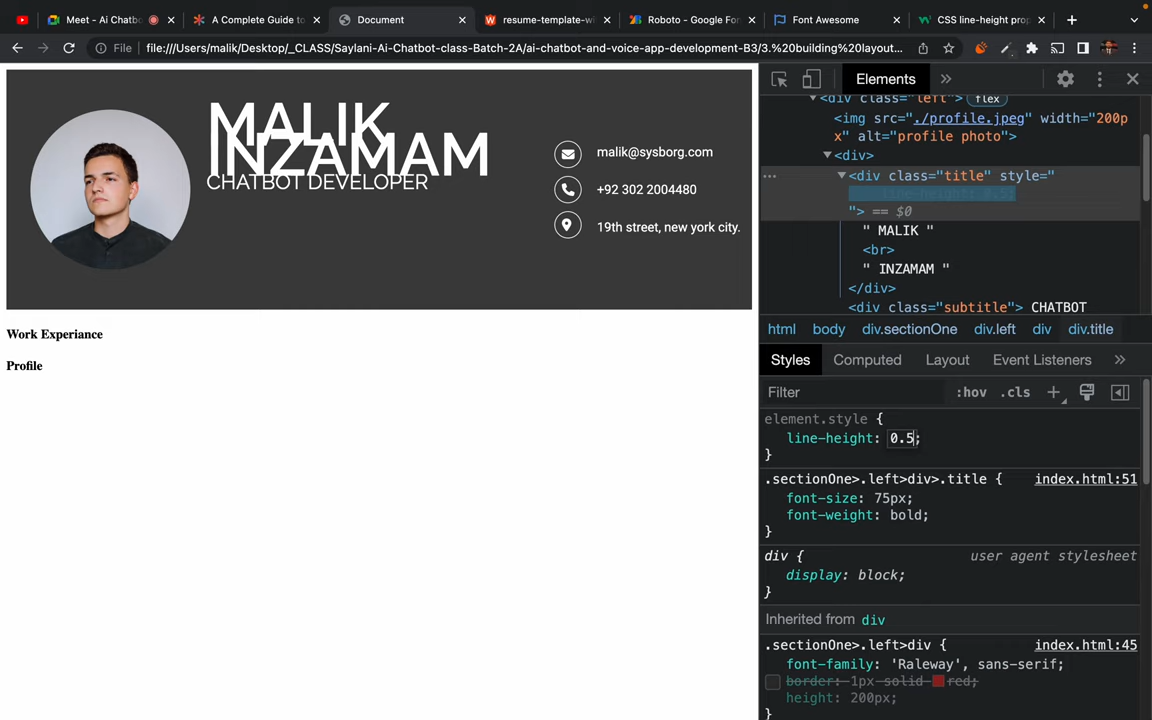 Meet - Ai Chatbo
A Complete Guide to
Document
resume-template-wi
Roboto - Google Fon
Font Awesome
CSS line-height prop
File
file:///Users/malik/Desktop/_CLASS/Saylani-Ai-Chatbot-class-Batch-2A/ai-chatbot-and-voice-app-development-B3/3.%20building%20layout...
MALIK
INZAMAM
CHATBOT DEVELOPER
malik@sysborg.com
+92 302 2004480
19th street, new york city.
Work Experiance
Profile
Elements
<div class="left"> flex
<img src="./profile.jpeg" width="200p
x" alt="profile photo">
<div>
<div class="title" style="
line-height: 0.5;
"> == $0
" MALIK "
<br>
" INZAMAM "
</div>
<div class="subtitle"> CHATBOT
html body div.sectionOne div.left div div.title
Styles Computed Layout Event Listeners
Filter :hov .cls
element.style {
line-height: 0.5;
}
.sectionOne>.left>div>.title { index.html:51
font-size: 75px;
font-weight: bold;
}
div { user agent stylesheet
display: block;
}
Inherited from div
.sectionOne>.left>div { index.html:45
font-family: 'Raleway', sans-serif;
border: 1px solid red;
height: 200px;
}